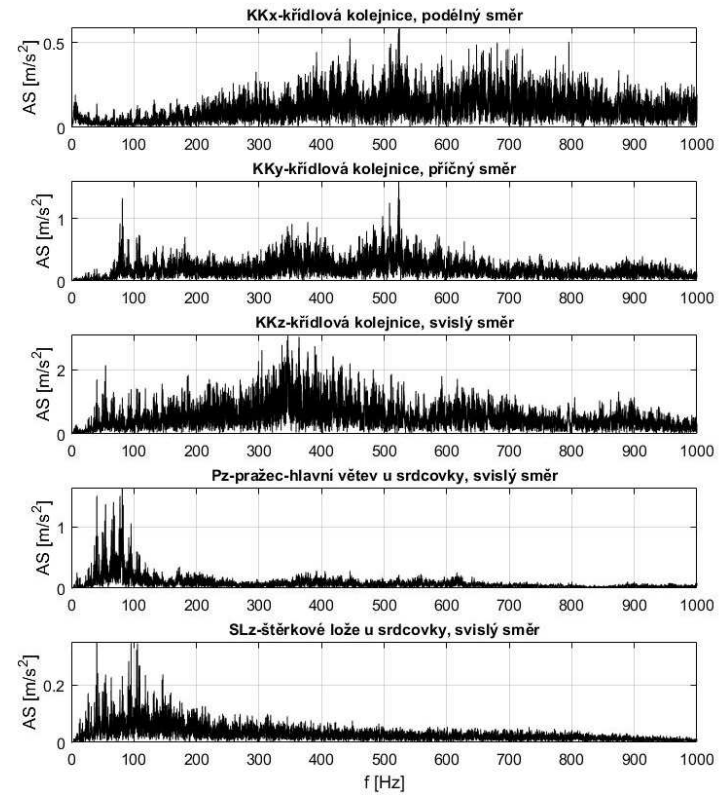 KKx-křídlová kolejnice, podélný směr
AS [m/s²]
0.5
0
0 100 200 300 400 500 600 700 800 900 1000
KKy-křídlová kolejnice, příčný směr
AS [m/s²]
1
0
0 100 200 300 400 500 600 700 800 900 1000
KKz-křídlová kolejnice, svislý směr
AS [m/s²]
2
0
0 100 200 300 400 500 600 700 800 900 1000
Pz-pražec-hlavní větev u srdcovky, svislý směr
AS [m/s²]
1
0
0 100 200 300 400 500 600 700 800 900 1000
SLz-štěrkové lože u srdcovky, svislý směr
AS [m/s²]
0.2
0
0 100 200 300 400 500 600 700 800 900 1000
f [Hz]